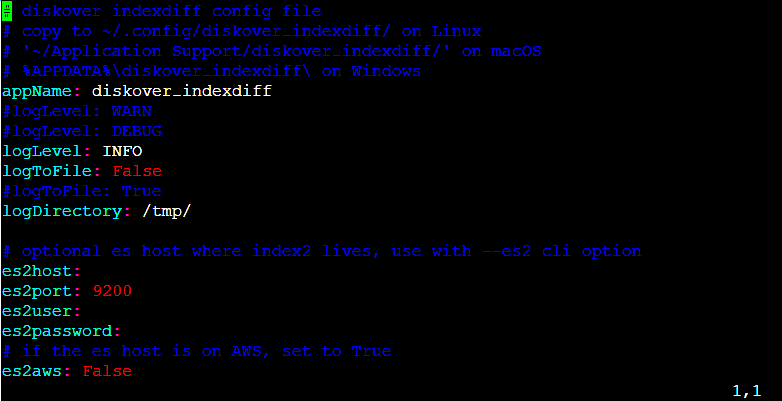 # diskover indexdiff config file
# copy to ~/.config/diskover_indexdiff/ on Linux
# '~/Application Support/diskover_indexdiff/' on macOS
# %APPDATA%\diskover_indexdiff\ on Windows
appName: diskover_indexdiff
#logLevel: WARN
#logLevel: DEBUG
logLevel: INFO
logToFile: False
#logToFile: True
logDirectory: /tmp/
# optional es host where index2 lives, use with --es2 cli option
es2host:
es2port: 9200
es2user:
es2password:
# if the es host is on AWS, set to True
es2aws: False
1,1